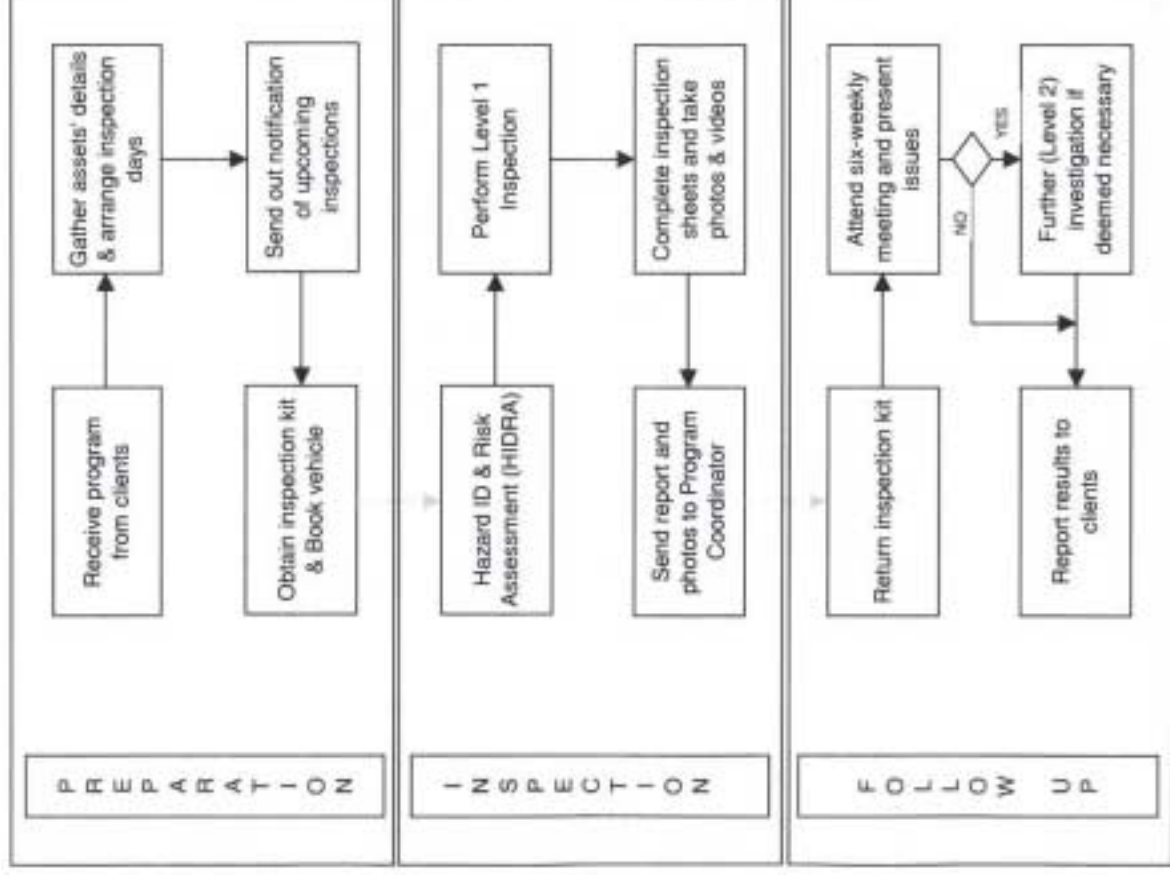 PREPARATION
Receive program
from clients
Gather assets' details
& arrange inspection
days
Send out notification
of upcoming
inspections
Obtain inspection kit
& Book vehicle
INSPECTION
Hazard ID & Risk
Assessment (HIDRA)
Perform Level 1
Inspection
Complete inspection
sheets and take
photos & videos
Send report and
photos to Program
Coordinator
FOLLOW UP
Return inspection kit
Attend six-weekly
meeting and present
issues
NO
YES
Further (Level 2)
investigation if
deemed necessary
Report results to
clients